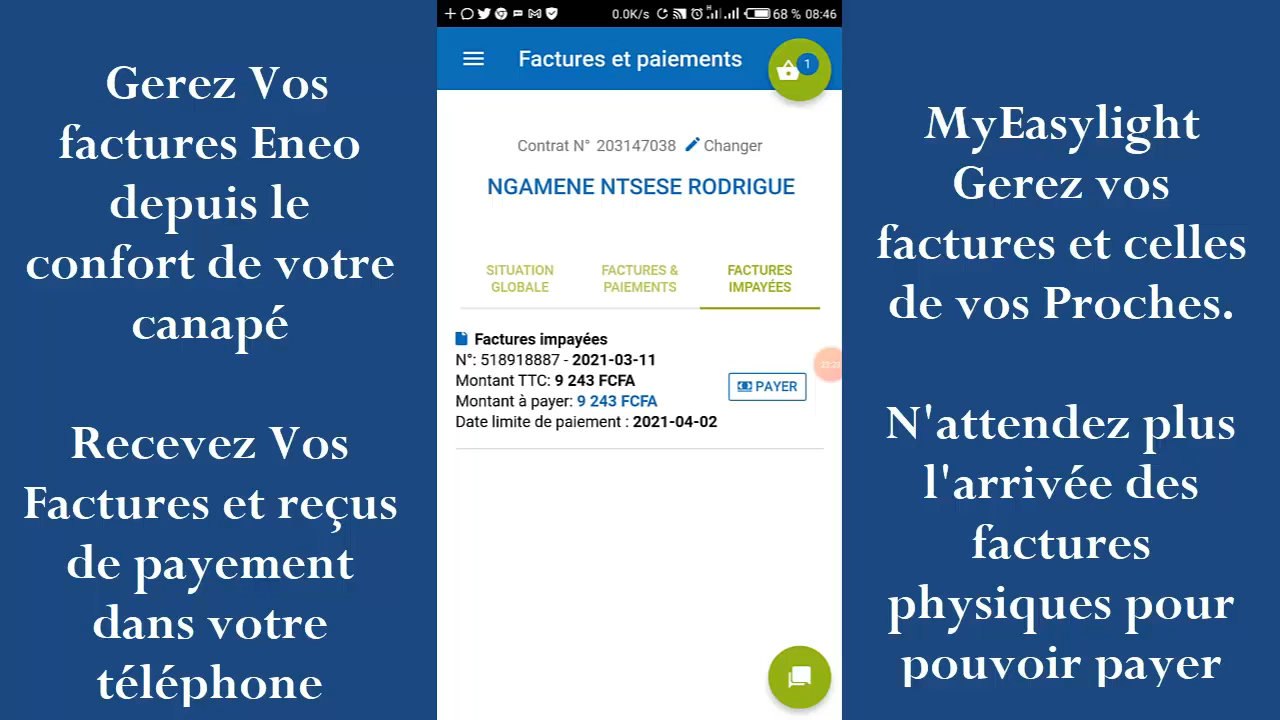 Gerez Vos
factures Eneo
depuis le
confort de votre
canapé
Recevez Vos
Factures et reçus
de payement
dans votre
téléphone
0.0K/s H 68 % 08:46
Factures et paiements
1
Contrat N° 203147038 Changer
NGAMENE NTSESE RODRIGUE
SITUATION
GLOBALE
FACTURES &
PAIEMENTS
FACTURES
IMPAYÉES
Factures impayées
N°: 518918887 - 2021-03-11
Montant TTC: 9 243 FCFA
Montant à payer: 9 243 FCFA
Date limite de paiement : 2021-04-02
PAYER
MyEasylight
Gerez vos
factures et celles
de vos Proches.
N'attendez plus
l'arrivée des
factures
physiques pour
pouvoir payer